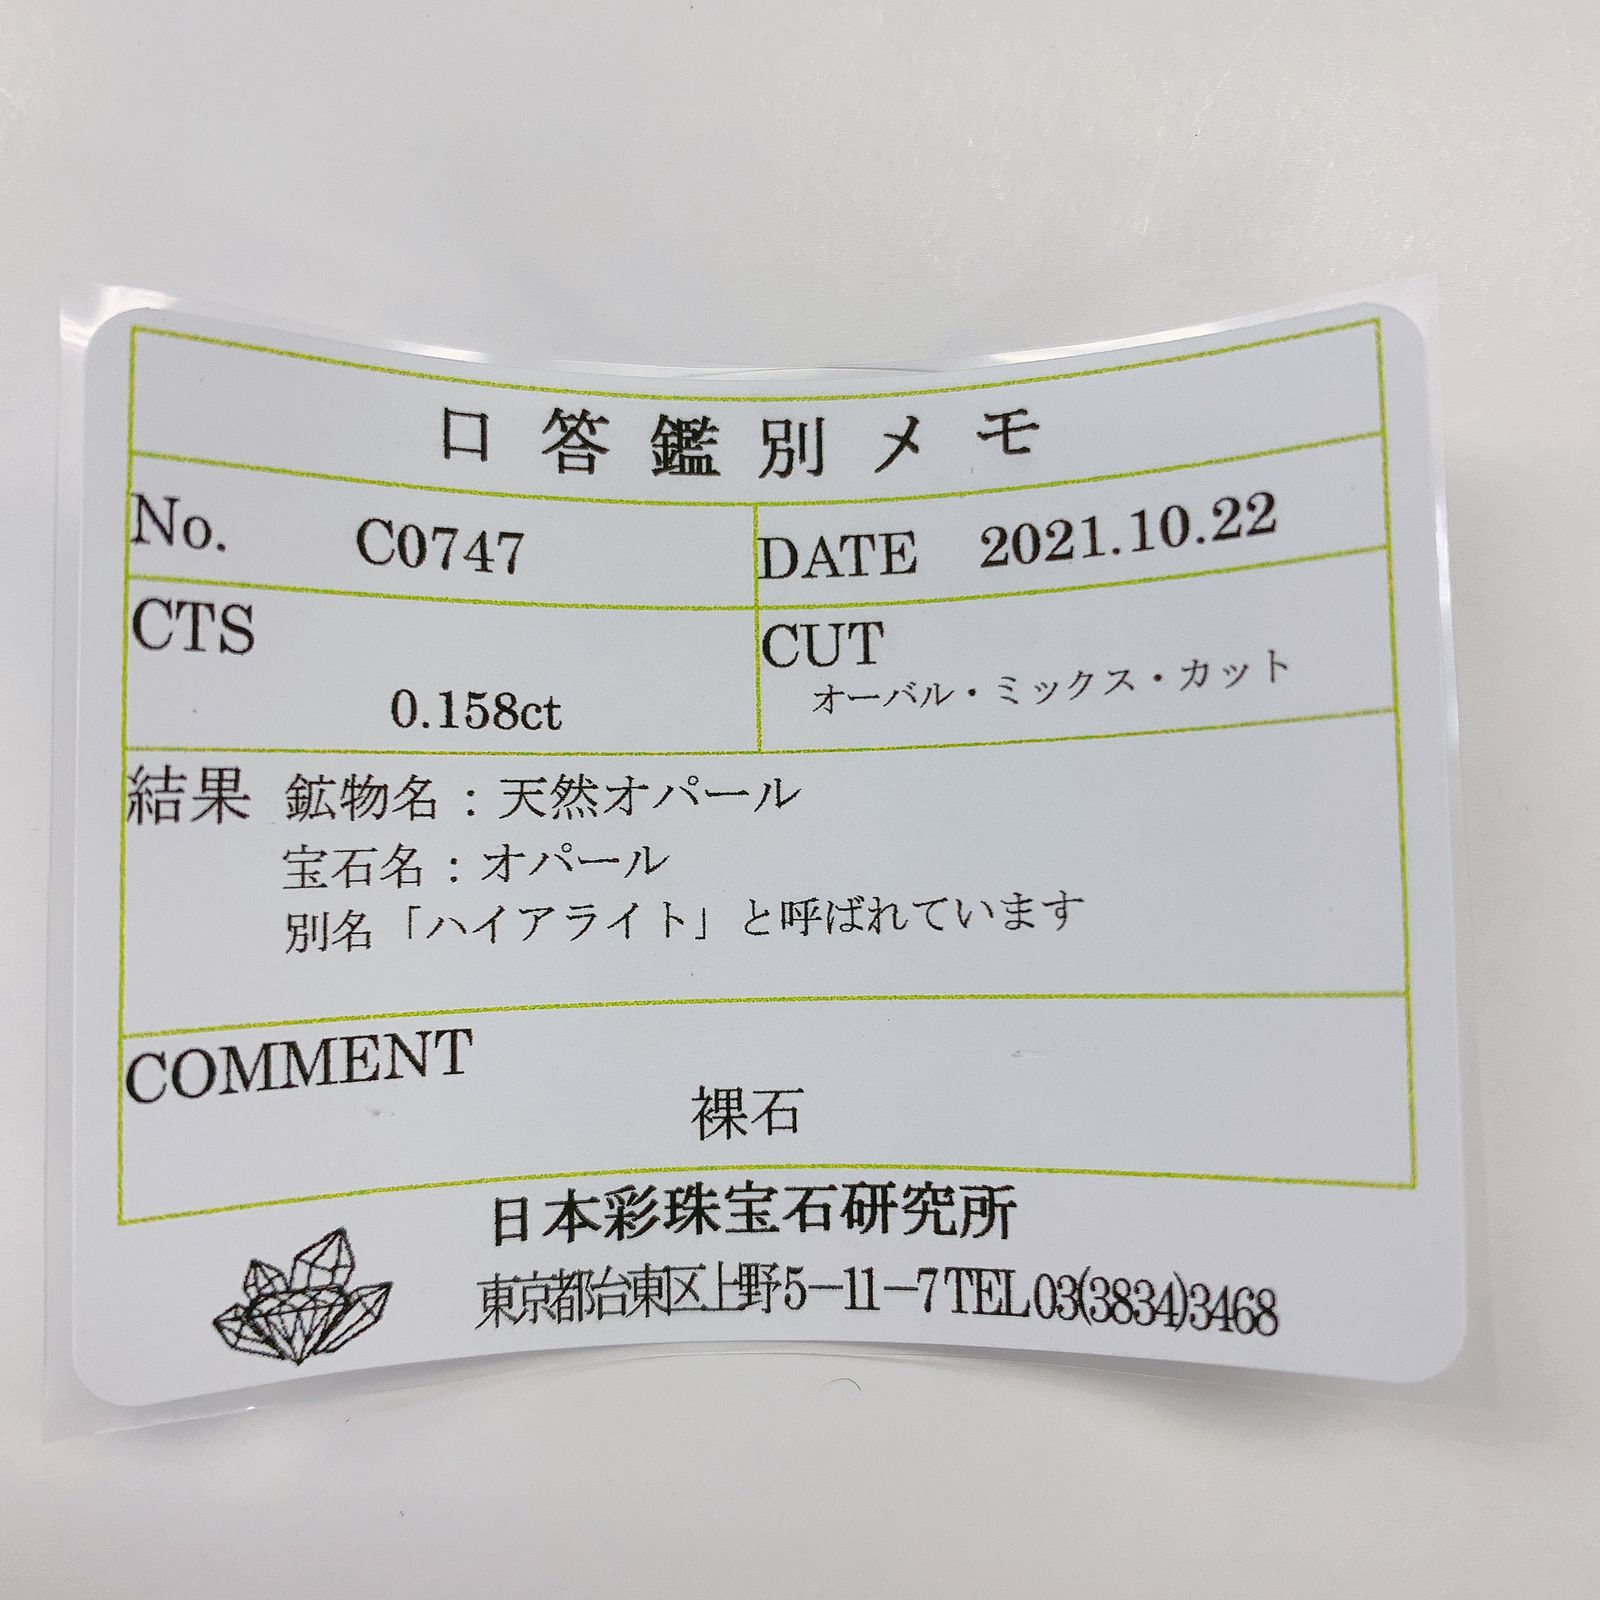 口答鑑別メモ
No. C0747 DATE 2021.10.22
CTS 0.158ct CUT オーバル・ミックス・カット
結果 鉱物名：天然オパール
宝石名：オパール
別名「ハイアライト」と呼ばれています
COMMENT
裸石
日本彩珠宝石研究所
東京都台東区上野5−11−7 TEL 03(3834)3468